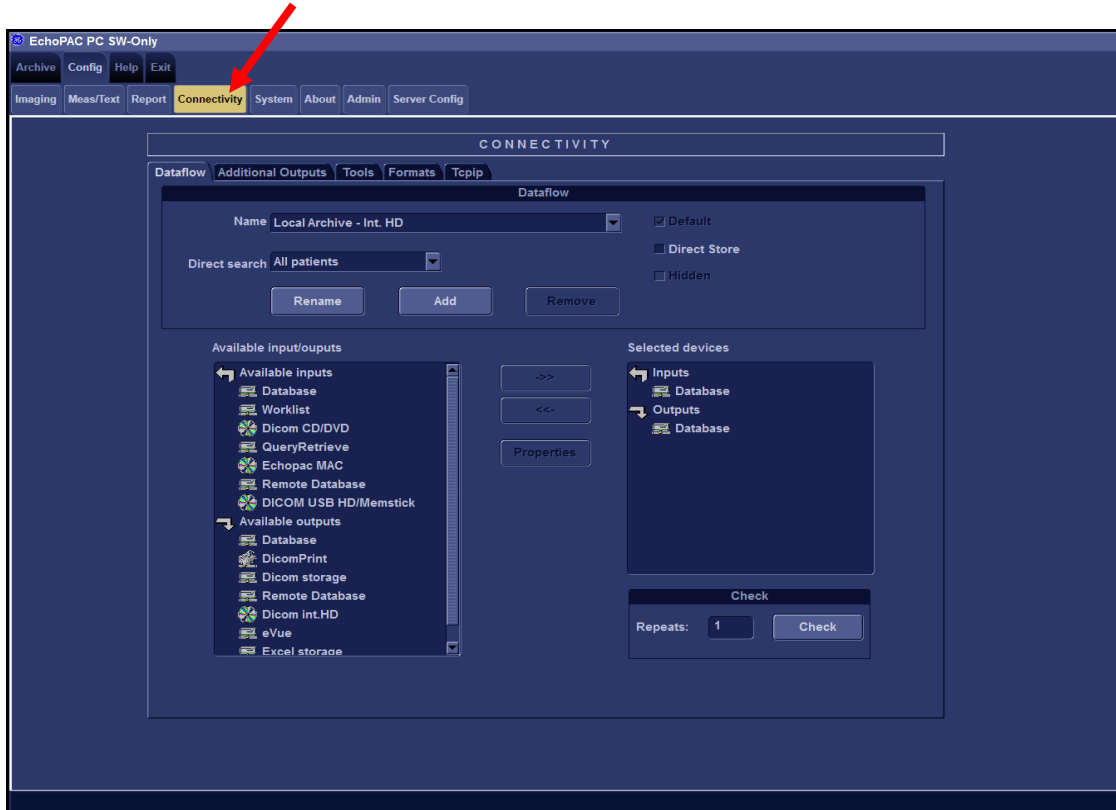 EchoPAC PC SW-Only
Archive Config Help Exit
Imaging Meas/Text Report Connectivity System About Admin Server Config
CONNECTIVITY
Dataflow Additional Outputs Tools Formats Tcpip
Dataflow
Name Local Archive - Int. HD
Default
Direct Store
Direct search All patients
Hidden
Rename Add Remove
Available input/ouputs
Selected devices
Available inputs
Database
Worklist
Dicom CD/DVD
QueryRetrieve
Echopac MAC
Remote Database
DICOM USB HD/Memstick
Available outputs
Database
DicomPrint
Dicom storage
Remote Database
Dicom int.HD
eVue
Excel storage
->>
<<-
Properties
Inputs
Database
Outputs
Database
Check
Repeats: 1 Check